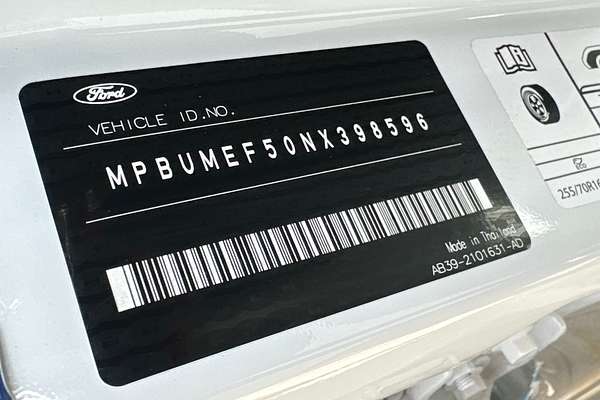 Ford
VEHICLE ID.NO.
MPBUMEF50NX398596
Made in Thailand
AB39-2101631-AD
255/70R16